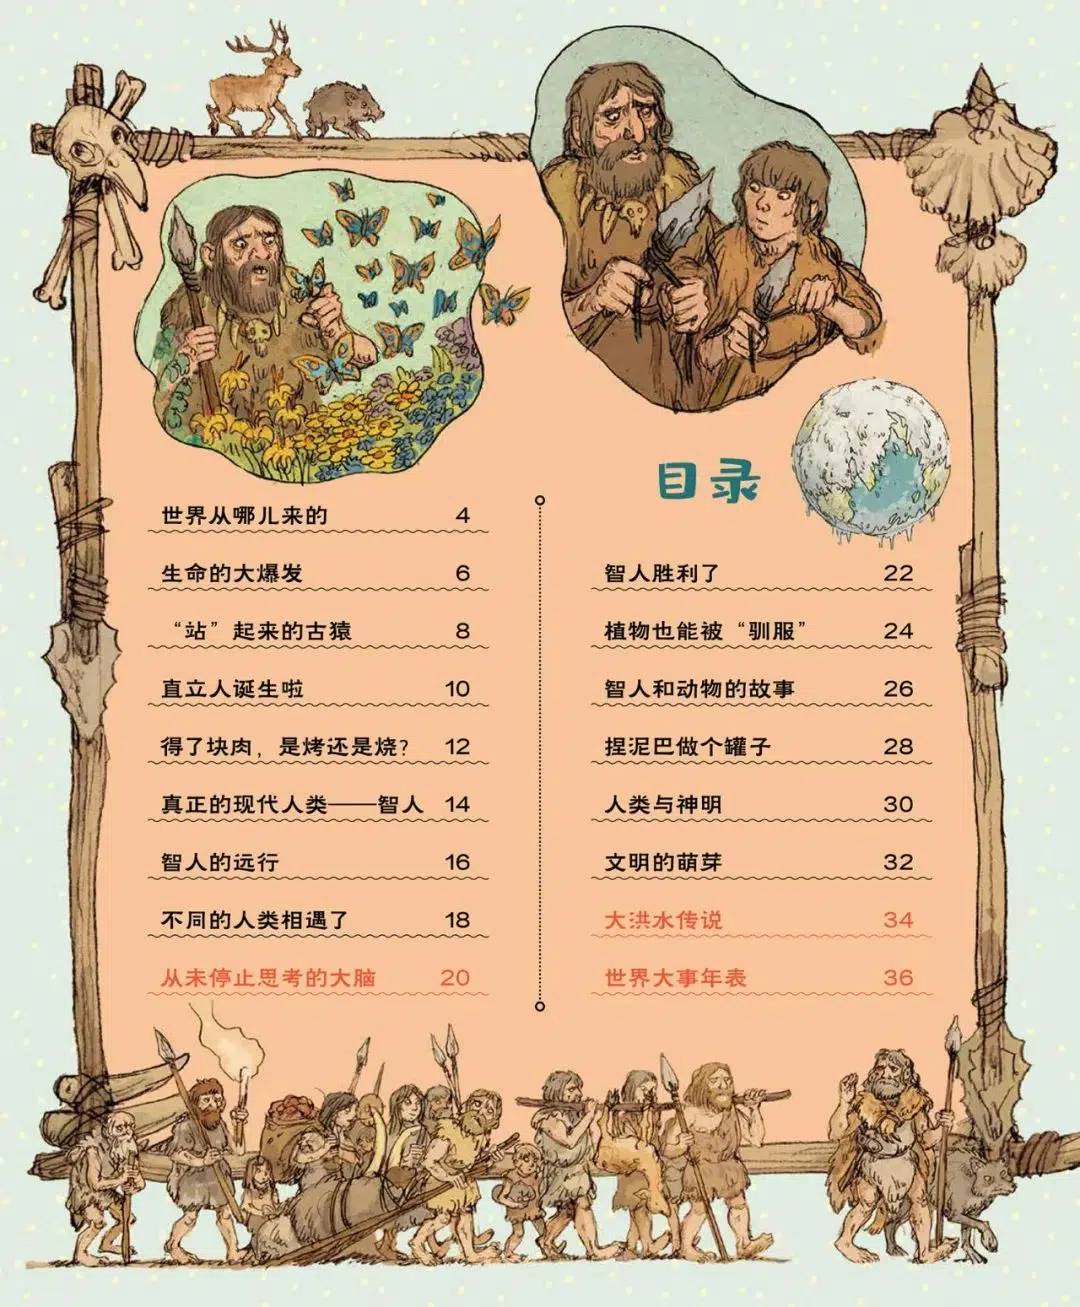 目录
世界从哪儿来的 4
生命的大爆发 6
“站”起来的古猿 8
直立人诞生啦 10
得了块肉，是烤还是烧？ 12
真正的现代人类——智人 14
智人的远行 16
不同的人类相遇了 18
从未停止思考的大脑 20
智人胜利了 22
植物也能被“驯服” 24
智人和动物的故事 26
捏泥巴做个罐子 28
人类与神明 30
文明的萌芽 32
大洪水传说 34
世界大事年表 36